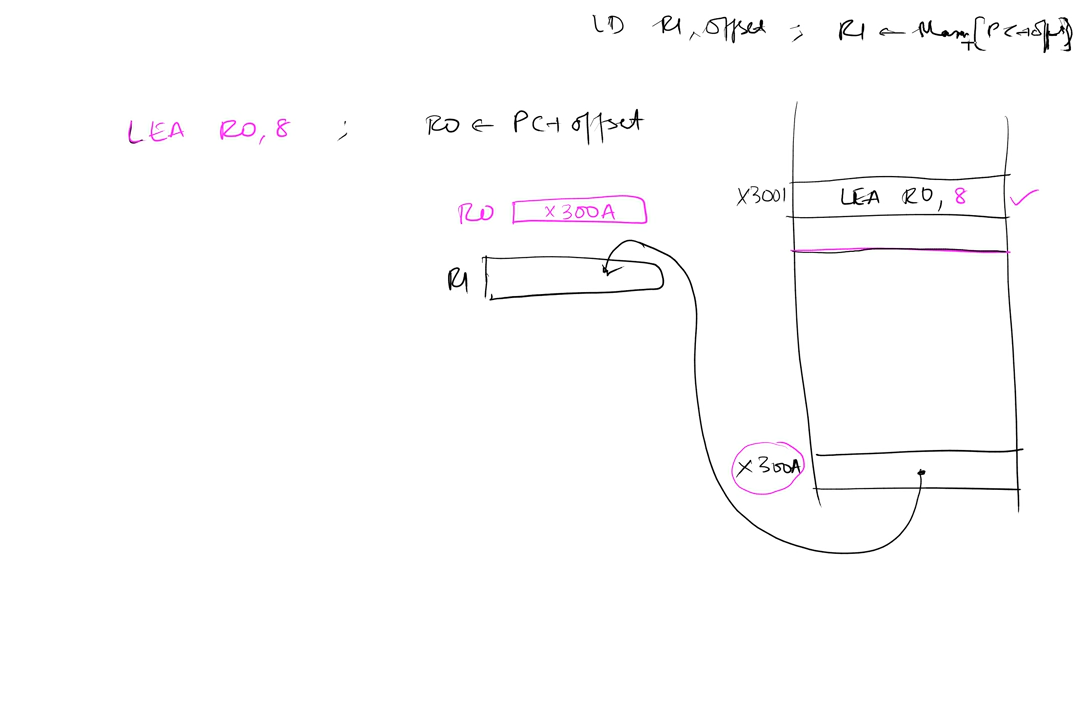 LD R1, offset ; R1 ← Mem[PC+offset]
LEA R0, 8 ; R0 ← PC + offset
X3001 LEA R0, 8 ✓
R0 X300A
R1
X300A